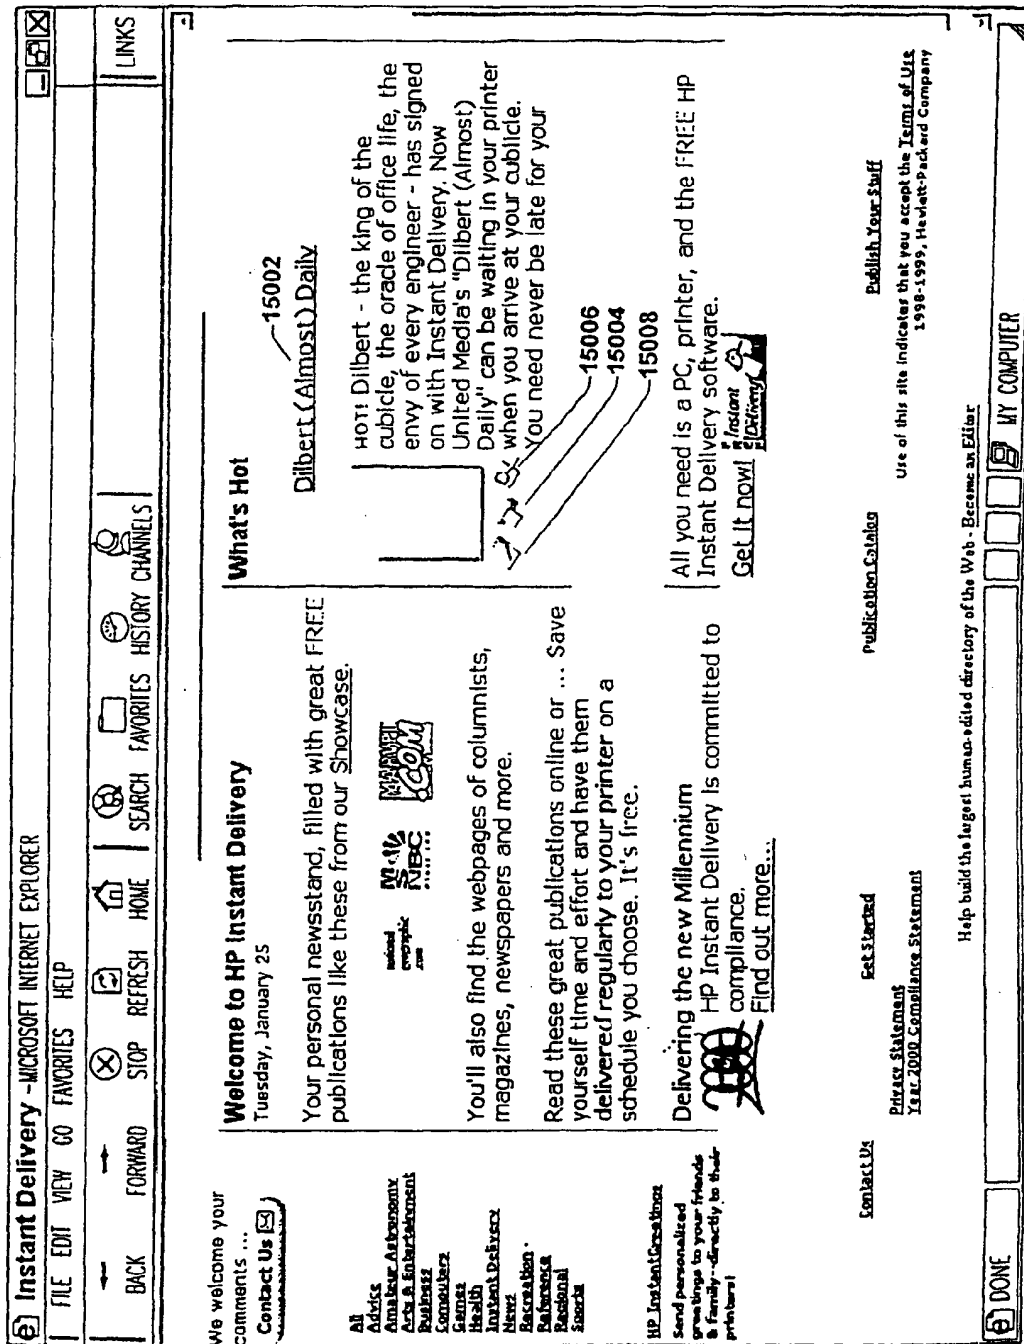 Instant Delivery -MICROSOFT INTERNET EXPLORER
FILE EDIT VIEW GO FAVORITES HELP
BACK FORWARD STOP REFRESH HOME SEARCH FAVORITES HISTORY CHANNELS LINKS
We welcome your
comments ...
Contact Us
All
Advice
Amateur Astronomy
Arts & Entertainment
Business
Computers
Games
Health
Instant Delivery
News
Recreation
Reference
Regional
Sports
HP InstantGreetings
Send personalized
greetings to your friends
& family--directly to their
printers!
Welcome to HP Instant Delivery
Tuesday, January 25
Your personal newsstand, filled with great FREE
publications like these from our Showcase.
national
geographic
.com
MSNBC
MARVEL
.COM
You'll also find the webpages of columnists,
magazines, newspapers and more.
Read these great publications online or ... Save
yourself time and effort and have them
delivered regularly to your printer on a
schedule you choose. It's free.
Delivering the new Millennium
HP Instant Delivery is committed to
compliance.
Find out more...
What's Hot
15002
Dilbert (Almost) Daily
HOT! Dilbert - the king of the
cubicle, the oracle of office life, the
envy of every engineer - has signed
on with Instant Delivery. Now
United Media's "Dilbert (Almost)
Daily" can be waiting in your printer
when you arrive at your cublicle.
You need never be late for your
15006
15004
15008
All you need is a PC, printer, and the FREE HP
Instant Delivery software.
Get It now!
Instant
Delivery
Contact Us Get Started Publication Catalog Publish Your Stuff
Privacy Statement
Year 2000 Compliance Statement
Use of this site indicates that you accept the Terms of Use
1998-1999, Hewlett-Packard Company
Help build the largest human-edited directory of the Web - Become an Editor
DONE
MY COMPUTER